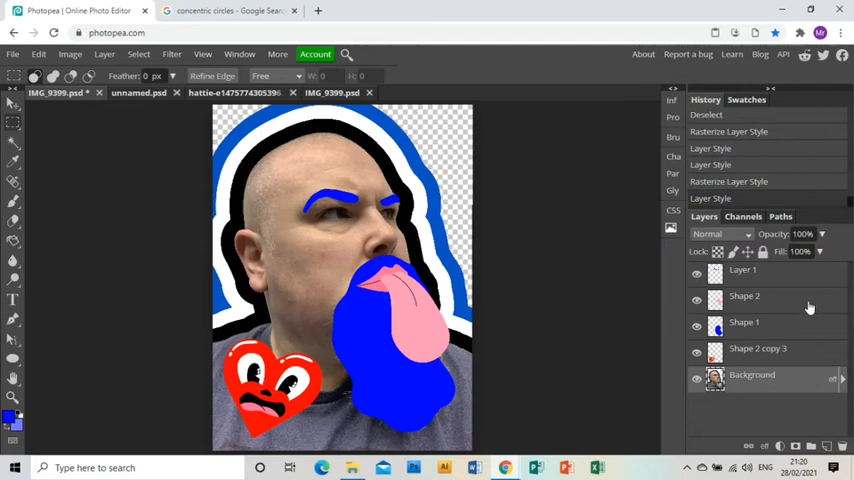 Photopea | Online Photo Editor
concentric circles - Google Sear
photopea.com
Mr
File Edit Image Layer Select Filter View Window More Account
About Report a bug Learn Blog API
Feather: 0 px Refine Edge Free W: 0 H: 0
IMG_9399.psd * unnamed.psd hattie-e1475774305396 IMG_9399.psd
Inf
Pro
Bru
Cha
Par
Gly
CSS
History Swatches
Deselect
Rasterize Layer Style
Layer Style
Layer Style
Rasterize Layer Style
Layer Style
Layers Channels Paths
Normal Opacity: 100%
Lock: Fill: 100%
Layer 1
Shape 2
Shape 1
Shape 2 copy 3
Background eff
eff
Type here to search
ENG
21:20
28/02/2021